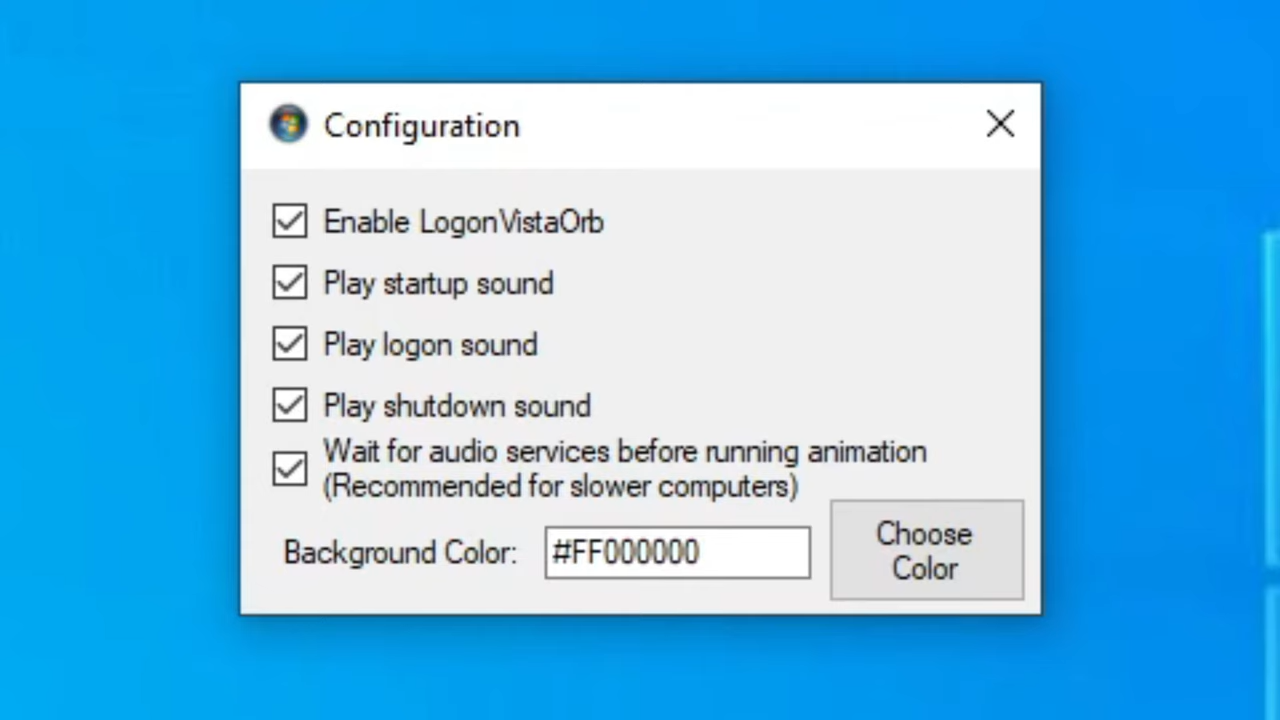 Configuration
Enable LogonVistaOrb
Play startup sound
Play logon sound
Play shutdown sound
Wait for audio services before running animation
(Recommended for slower computers)
Background Color: #FF000000
Choose
Color